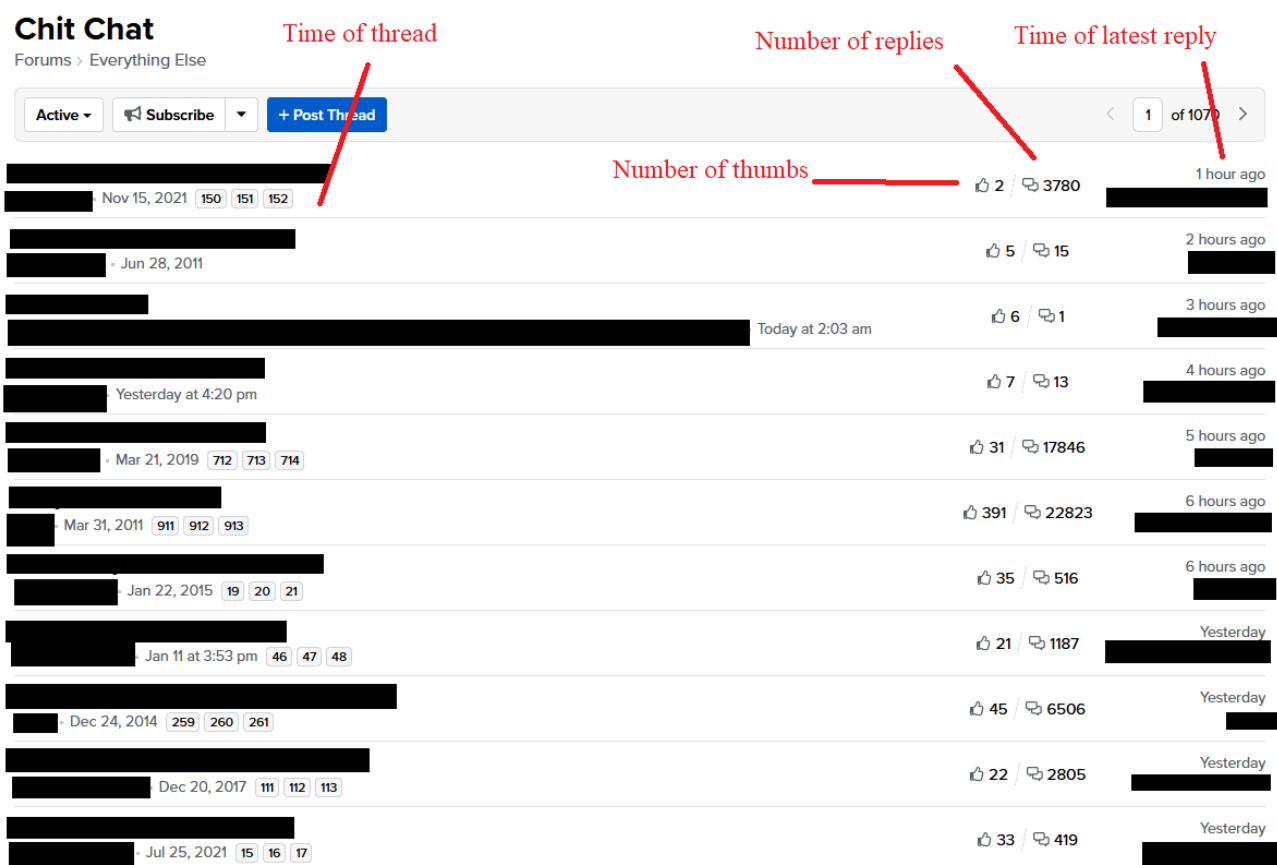 Chit Chat
Time of thread
Number of replies
Time of latest reply
Forums > Everything Else
Active
Subscribe
+ Post Thread
1 of 1070
Number of thumbs
2 / 3780
1 hour ago
Nov 15, 2021 150 151 152
5 / 15
2 hours ago
Jun 28, 2011
6 / 1
3 hours ago
Today at 2:03 am
7 / 13
4 hours ago
Yesterday at 4:20 pm
31 / 17846
5 hours ago
Mar 21, 2019 712 713 714
391 / 22823
6 hours ago
Mar 31, 2011 911 912 913
35 / 516
6 hours ago
Jan 22, 2015 19 20 21
21 / 1187
Yesterday
Jan 11 at 3:53 pm 46 47 48
45 / 6506
Yesterday
Dec 24, 2014 259 260 261
22 / 2805
Yesterday
Dec 20, 2017 111 112 113
33 / 419
Yesterday
Jul 25, 2021 15 16 17